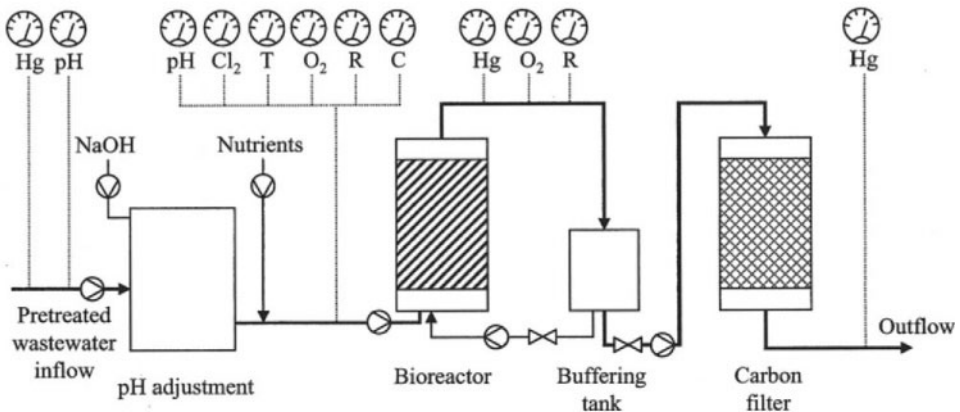 Hg pH
pH Cl₂ T O₂ R C
Hg O₂ R
Hg
NaOH
Nutrients
Pretreated
wastewater
inflow
pH adjustment
Bioreactor
Buffering
tank
Carbon
filter
Outflow